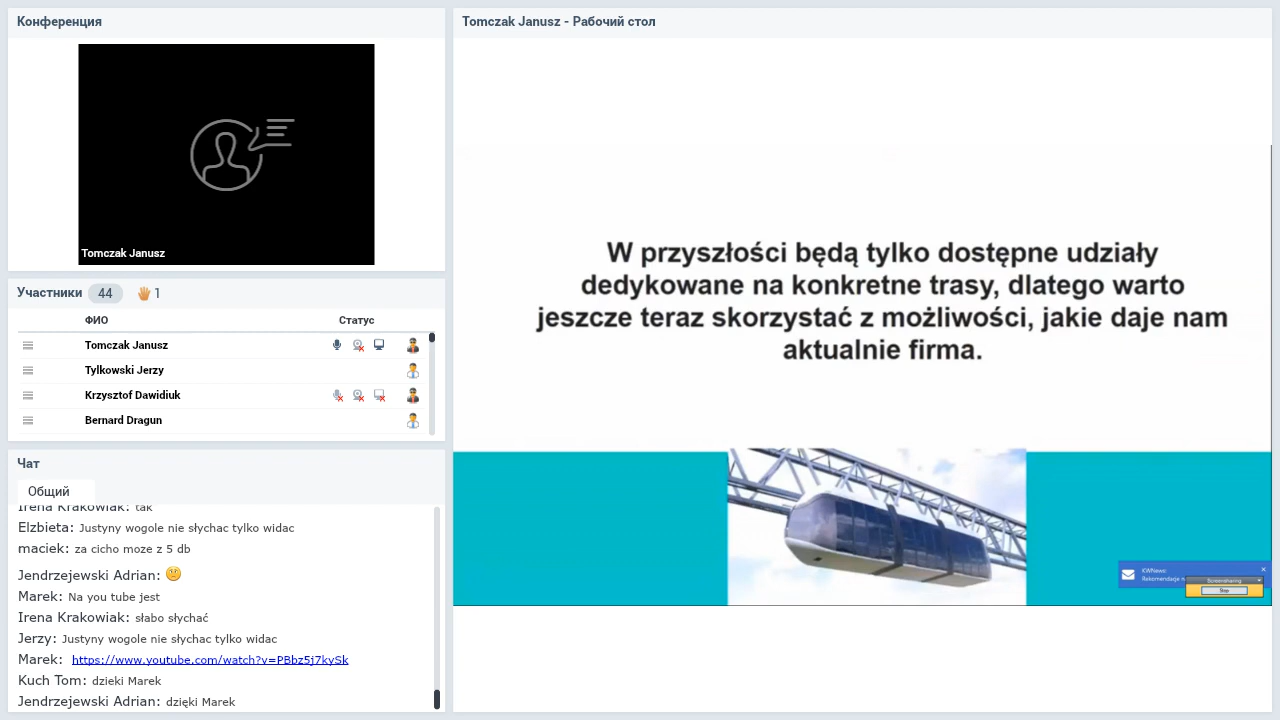 Конференция
Tomczak Janusz
Участники 44 1
ФИО Статус
Tomczak Janusz
Tylkowski Jerzy
Krzysztof Dawidiuk
Bernard Dragun
Чат
Общий
Irena Krakowiak: tak
Elzbieta: Justyny wogole nie słychac tylko widac
maciek: za cicho moze z 5 db
Jendrzejewski Adrian:
Marek: Na you tube jest
Irena Krakowiak: słabo słychać
Jerzy: Justyny wogole nie słychac tylko widac
Marek: https://www.youtube.com/watch?v=PBbz5j7kySk
Kuch Tom: dzieki Marek
Jendrzejewski Adrian: dzięki Marek
Tomczak Janusz - Рабочий стол
W przyszłości będą tylko dostępne udziały
dedykowane na konkretne trasy, dlatego warto
jeszcze teraz skorzystać z możliwości, jakie daje nam
aktualnie firma.
KWNews:
Rekomendacje
Screensharing
Stop